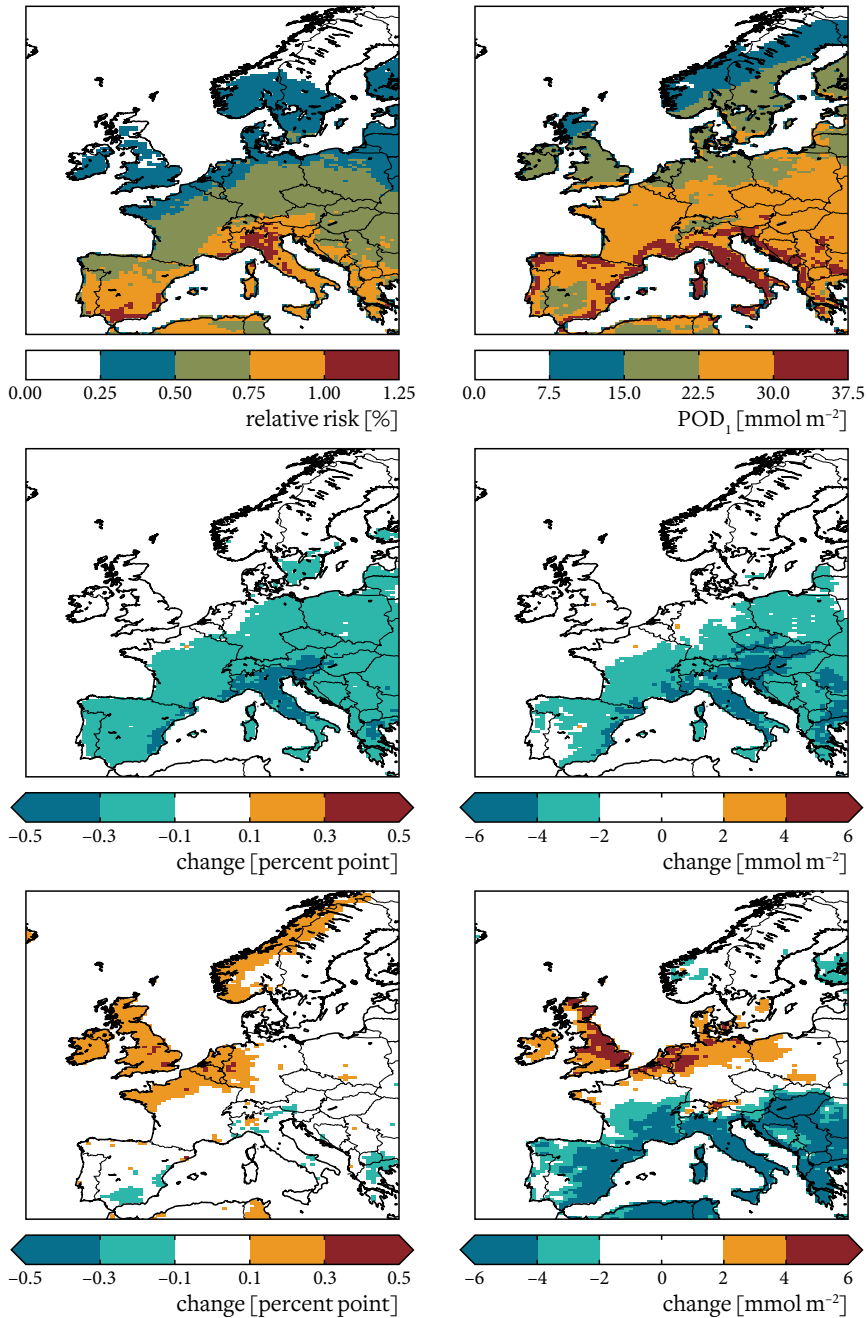 0.00 0.25 0.50 0.75 1.00 1.25
relative risk [%]
0.0 7.5 15.0 22.5 30.0 37.5
POD₁ [mmol m⁻²]
−0.5 −0.3 −0.1 0.1 0.3 0.5
change [percent point]
−6 −4 −2 0 2 4 6
change [mmol m⁻²]
−0.5 −0.3 −0.1 0.1 0.3 0.5
change [percent point]
−6 −4 −2 0 2 4 6
change [mmol m⁻²]